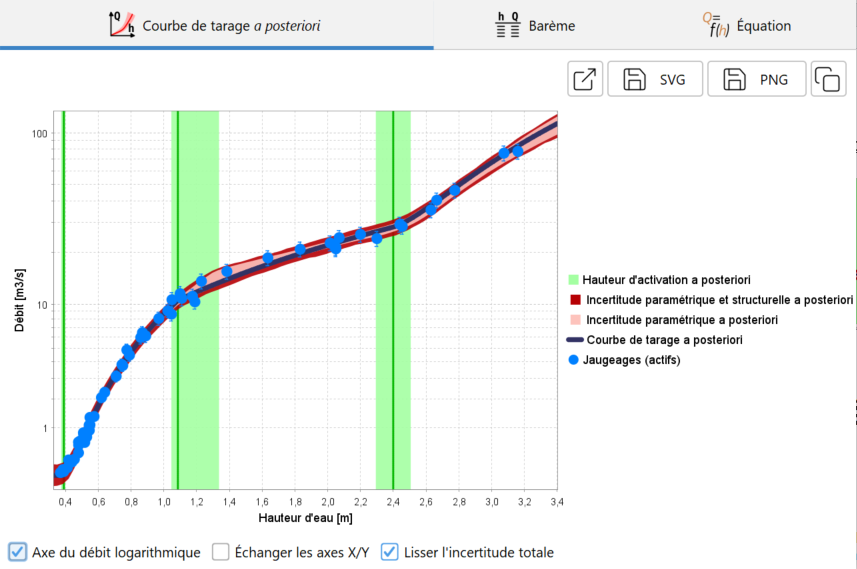 Q h Courbe de tarage a posteriori
h Q Barème
Q= f(h) Équation
SVG
PNG
100
10
1
Débit [m3/s]
0,4 0,6 0,8 1,0 1,2 1,4 1,6 1,8 2,0 2,2 2,4 2,6 2,8 3,0 3,2 3,4
Hauteur d'eau [m]
Hauteur d'activation a posteriori
Incertitude paramétrique et structurelle a posteriori
Incertitude paramétrique a posteriori
Courbe de tarage a posteriori
Jaugeages (actifs)
Axe du débit logarithmique
Échanger les axes X/Y
Lisser l'incertitude totale